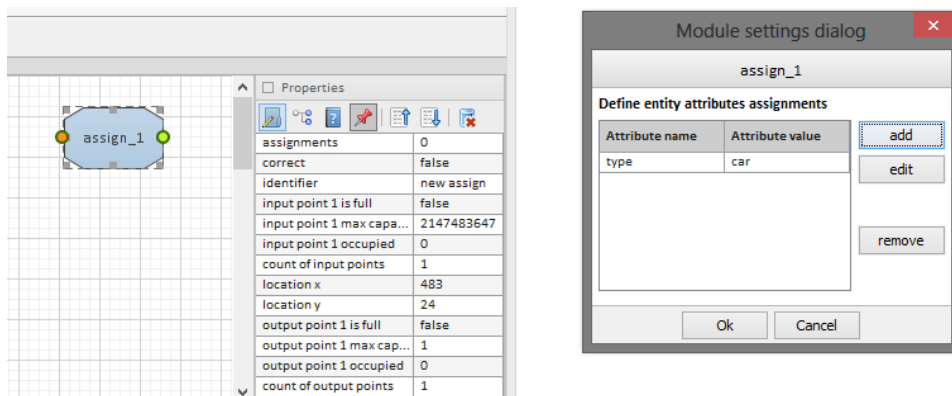 assign_1
Properties
?
assignments 0
correct false
identifier new assign
input point 1 is full false
input point 1 max capa... 2147483647
input point 1 occupied 0
count of input points 1
location x 483
location y 24
output point 1 is full false
output point 1 max cap... 1
output point 1 occupied 0
count of output points 1
Module settings dialog
assign_1
Define entity attributes assignments
Attribute name Attribute value
type car
add
edit
remove
Ok Cancel